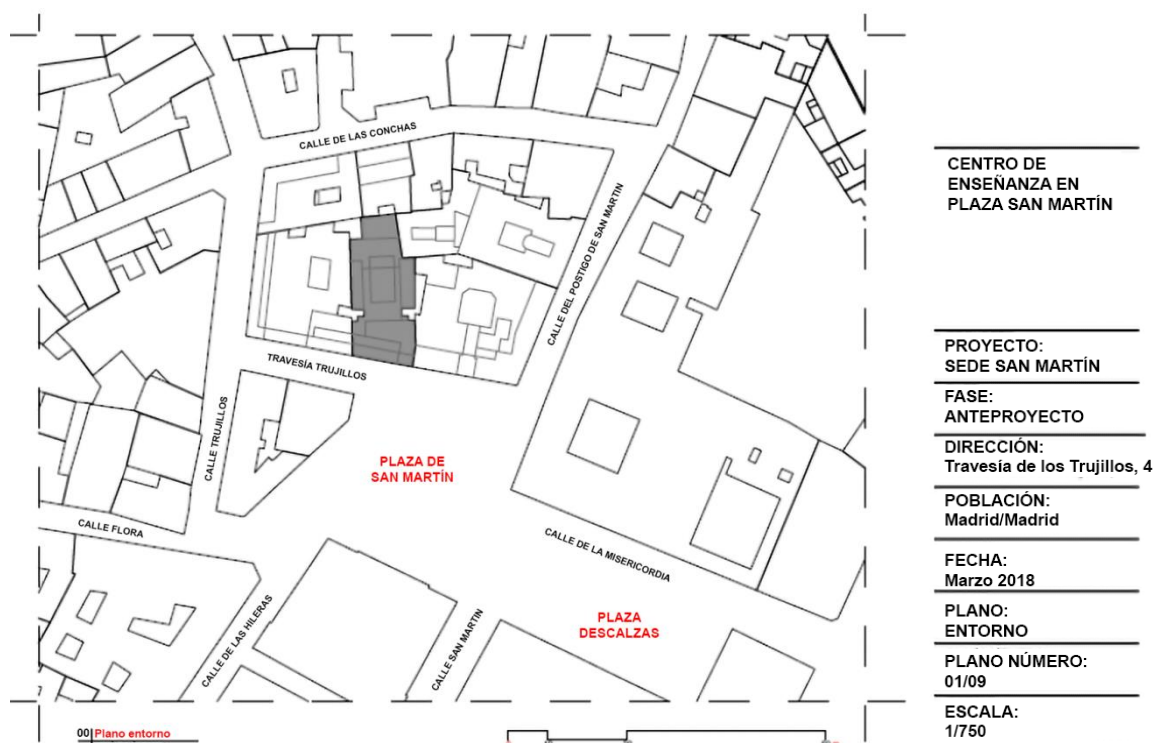 CALLE DE LAS CONCHAS
CALLE DEL POSTIGO DE SAN MARTIN
TRAVESÍA TRUJILLOS
CALLE TRUJILLOS
PLAZA DE
SAN MARTÍN
CALLE FLORA
CALLE DE LA MISERICORDIA
CALLE DE LAS HILERAS
CALLE SAN MARTIN
PLAZA
DESCALZAS
00 Plano entorno
CENTRO DE
ENSEÑANZA EN
PLAZA SAN MARTÍN
PROYECTO:
SEDE SAN MARTÍN
FASE:
ANTEPROYECTO
DIRECCIÓN:
Travesía de los Trujillos, 4
POBLACIÓN:
Madrid/Madrid
FECHA:
Marzo 2018
PLANO:
ENTORNO
PLANO NÚMERO:
01/09
ESCALA:
1/750